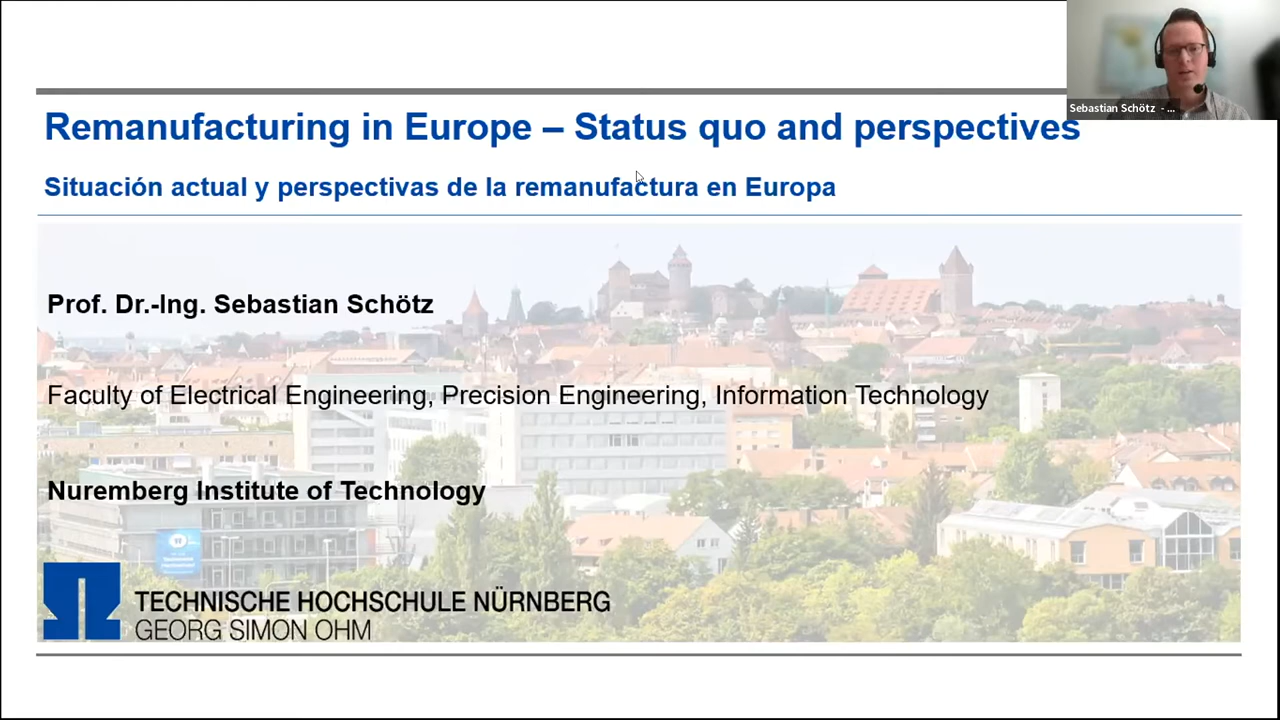 Remanufacturing in Europe – Status quo and perspectives
Sebastian Schötz - ...
Situación actual y perspectivas de la remanufactura en Europa
Prof. Dr.-Ing. Sebastian Schötz
Faculty of Electrical Engineering, Precision Engineering, Information Technology
Nuremberg Institute of Technology
TECHNISCHE HOCHSCHULE NÜRNBERG
GEORG SIMON OHM